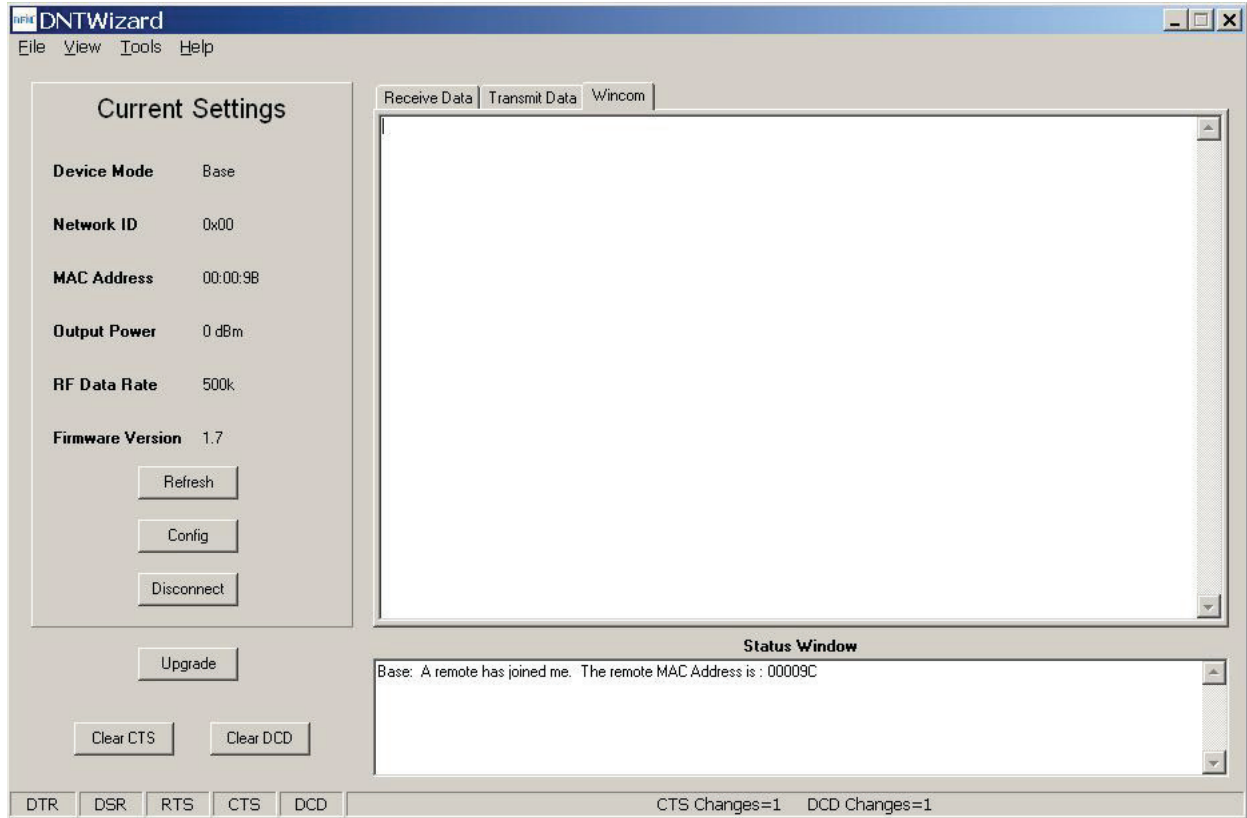 DNTWizard
File View Tools Help
Current Settings
Device Mode Base
Network ID 0x00
MAC Address 00:00:9B
Output Power 0 dBm
RF Data Rate 500k
Firmware Version 1.7
Refresh
Config
Disconnect
Upgrade
Clear CTS Clear DCD
Receive Data Transmit Data Wincom
Status Window
Base: A remote has joined me. The remote MAC Address is : 00009C
DTR DSR RTS CTS DCD CTS Changes=1 DCD Changes=1